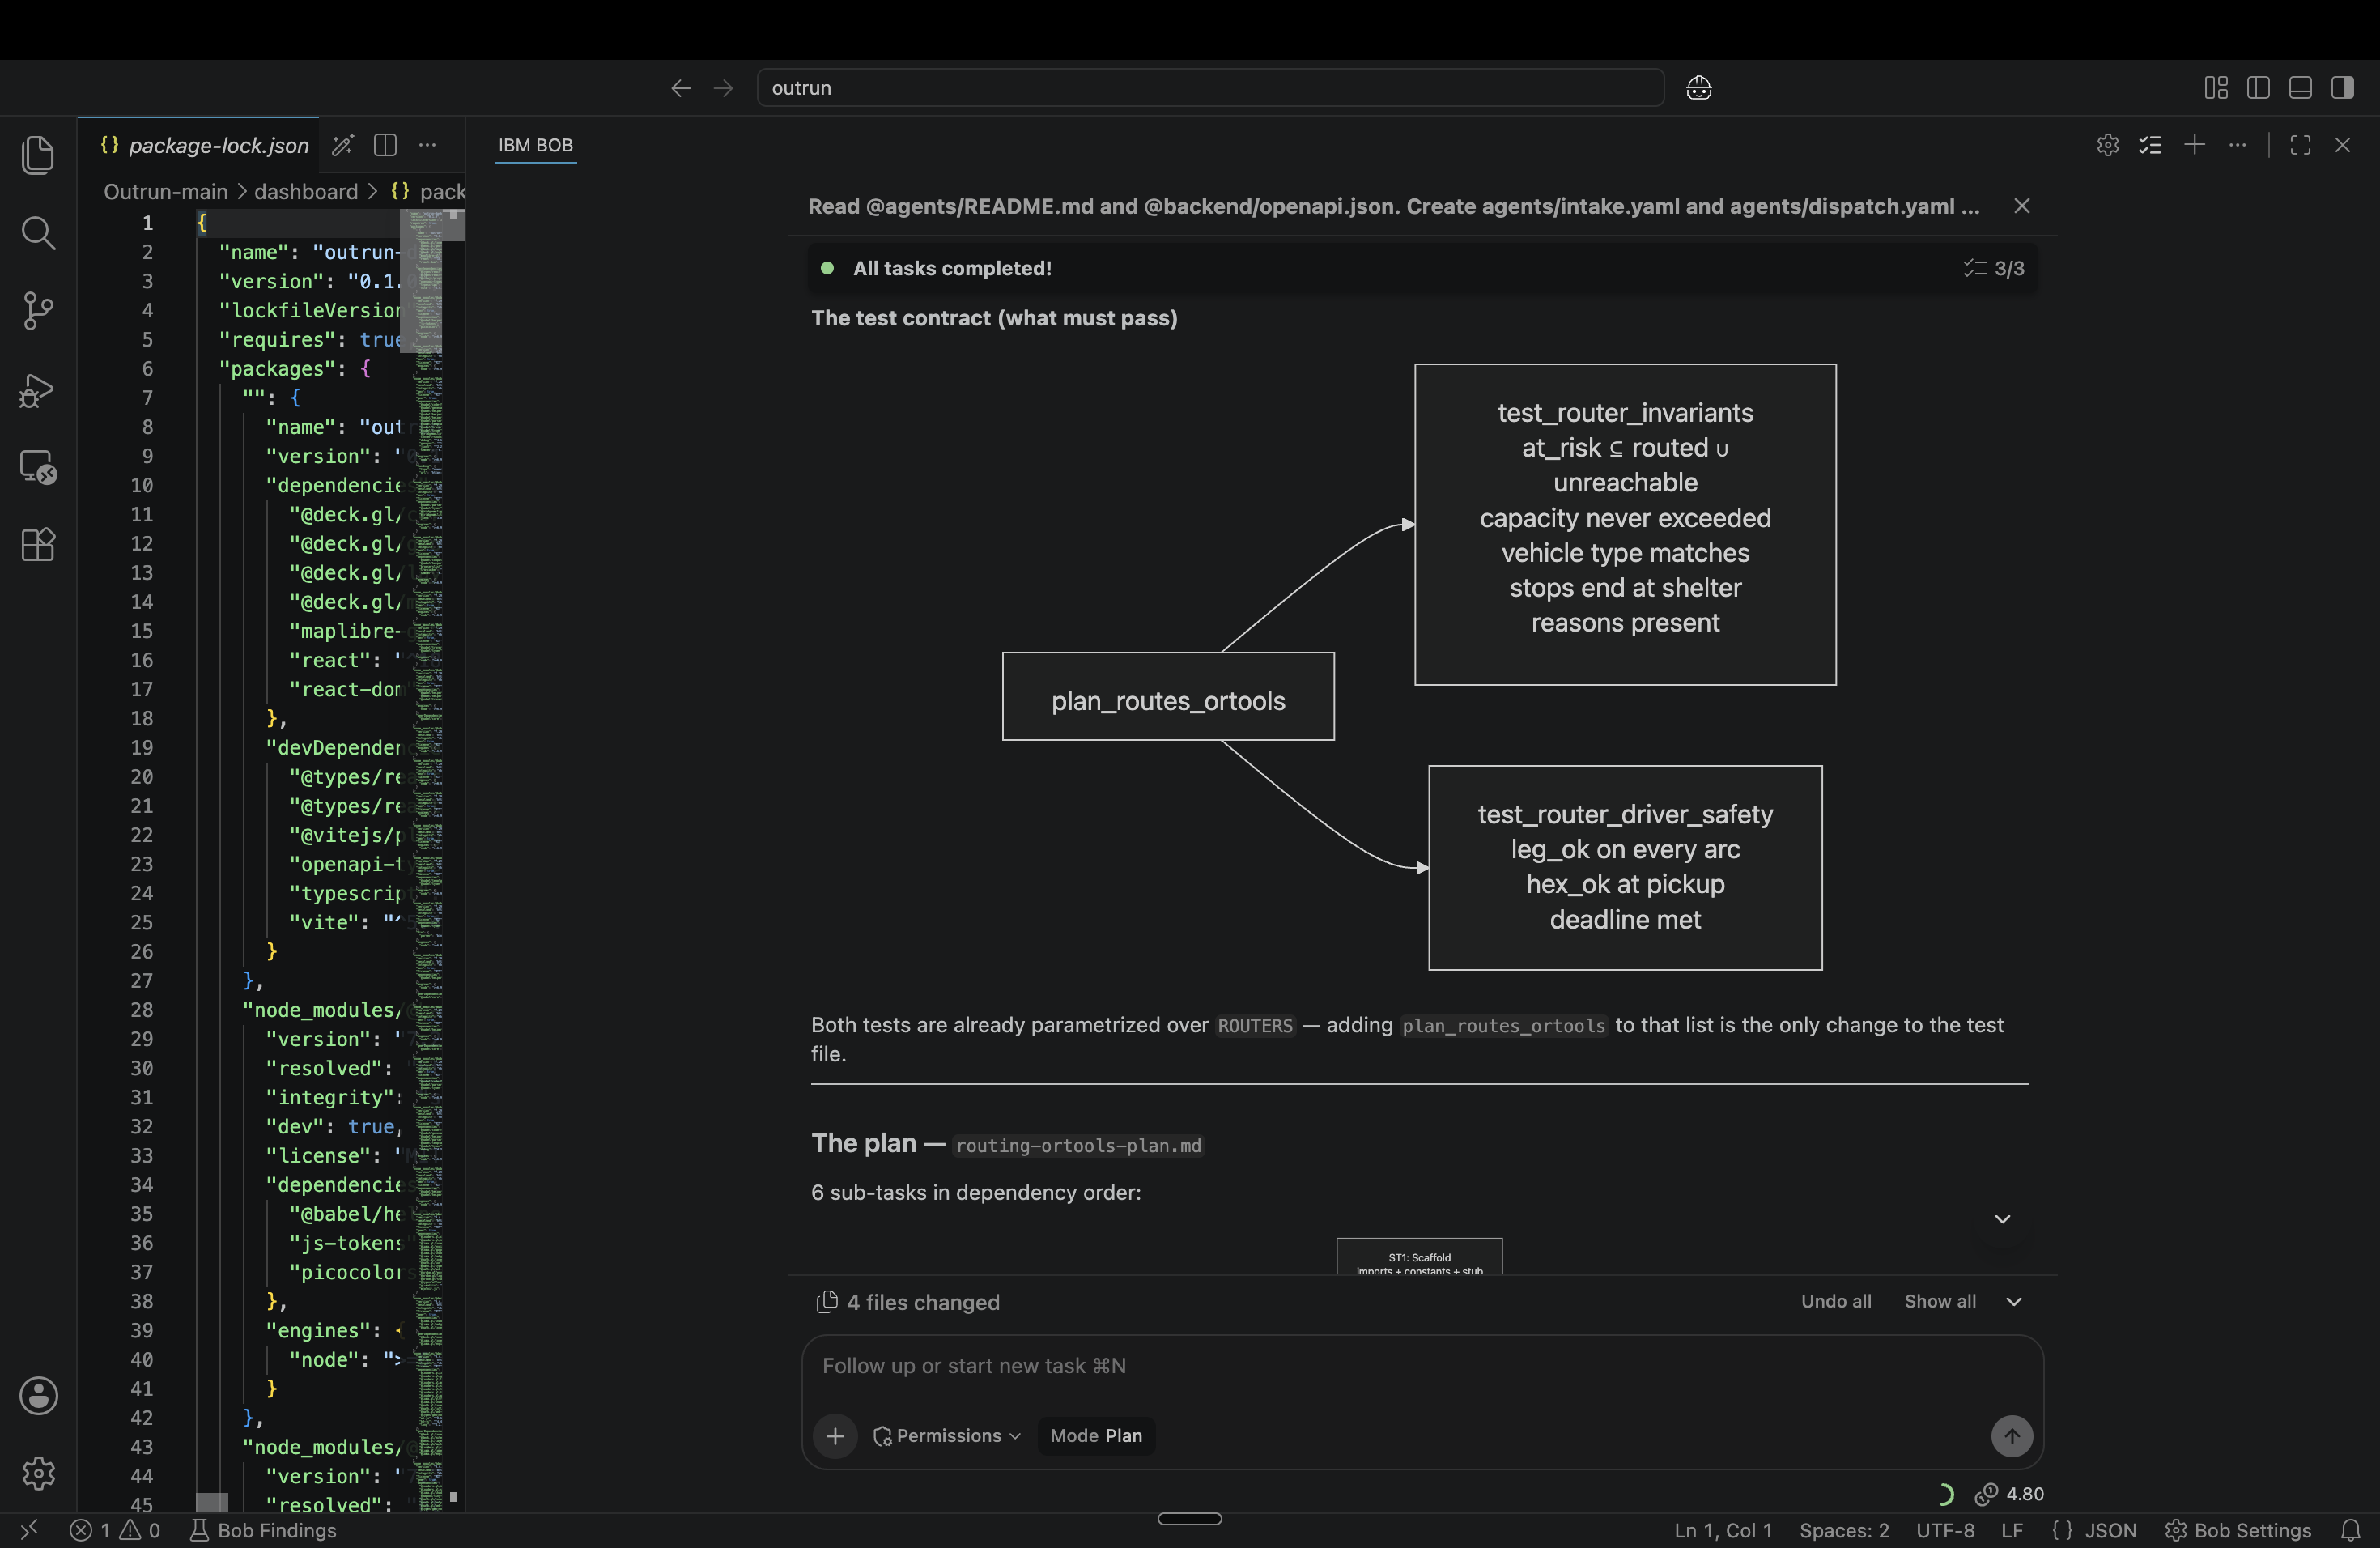 outrun
package-lock.json
Outrun-main > dashboard > {} pack
1 {
2 "name": "outrun-
3 "version": "0.1.
4 "lockfileVersion
5 "requires": true
6 "packages": {
7 "": {
8 "name": "out
9 "version": "
10 "dependencie
11 "@deck.gl/
12 "@deck.gl/
13 "@deck.gl/
14 "@deck.gl/
15 "maplibre-
16 "react": "
17 "react-dom
18 },
19 "devDependen
20 "@types/re
21 "@types/re
22 "@vitejs/p
23 "openapi-t
24 "typescrip
25 "vite": "^
26 }
27 },
28 "node_modules/
29 "version": "
30 "resolved":
31 "integrity":
32 "dev": true,
33 "license": "
34 "dependencie
35 "@babel/he
36 "js-tokens
37 "picocolor
38 },
39 "engines": {
40 "node": ">
41 }
42 },
43 "node_modules/
44 "version": "
45 "resolved":
IBM BOB
Read @agents/README.md and @backend/openapi.json. Create agents/intake.yaml and agents/dispatch.yaml ...
All tasks completed!
3/3
The test contract (what must pass)
test_router_invariants
at_risk ⊆ routed ∪
unreachable
capacity never exceeded
vehicle type matches
stops end at shelter
reasons present
plan_routes_ortools
test_router_driver_safety
leg_ok on every arc
hex_ok at pickup
deadline met
Both tests are already parametrized over ROUTERS — adding plan_routes_ortools to that list is the only change to the test
file.
The plan — routing-ortools-plan.md
6 sub-tasks in dependency order:
ST1: Scaffold
imports + constants + stub
4 files changed
Undo all
Show all
Follow up or start new task ⌘N
Permissions
Mode Plan
4.80
1
0
Bob Findings
Ln 1, Col 1
Spaces: 2
UTF-8
LF
{} JSON
Bob Settings